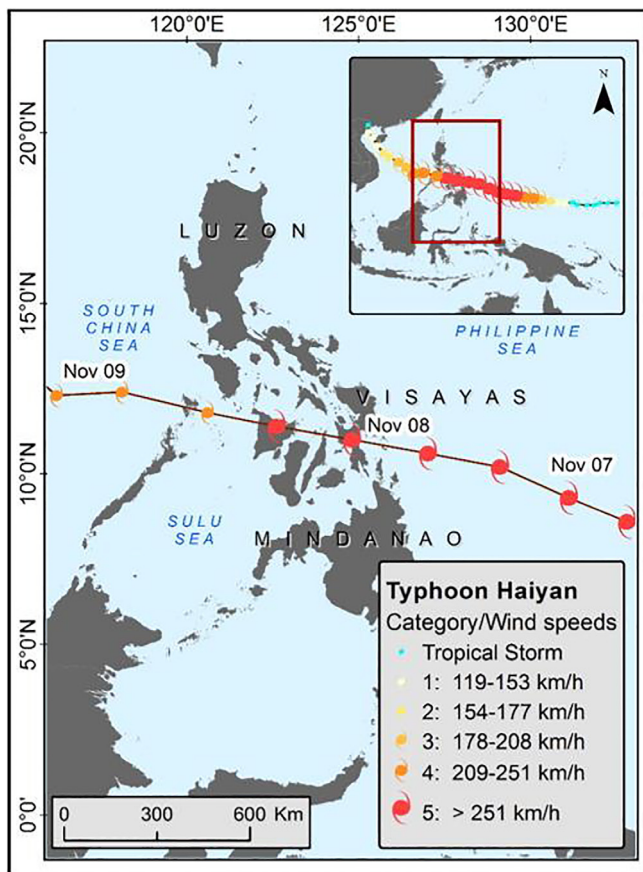 120°0'E
125°0'E
130°0'E
20°0'N
15°0'N
10°0'N
5°0'N
0°0'
N
LUZON
SOUTH
CHINA
SEA
PHILIPPINE
SEA
Nov 09
VISAYAS
Nov 08
Nov 07
SULU
SEA
MINDANAO
Typhoon Haiyan
Category/Wind speeds
Tropical Storm
1: 119-153 km/h
2: 154-177 km/h
3: 178-208 km/h
4: 209-251 km/h
5: > 251 km/h
0 300 600 Km